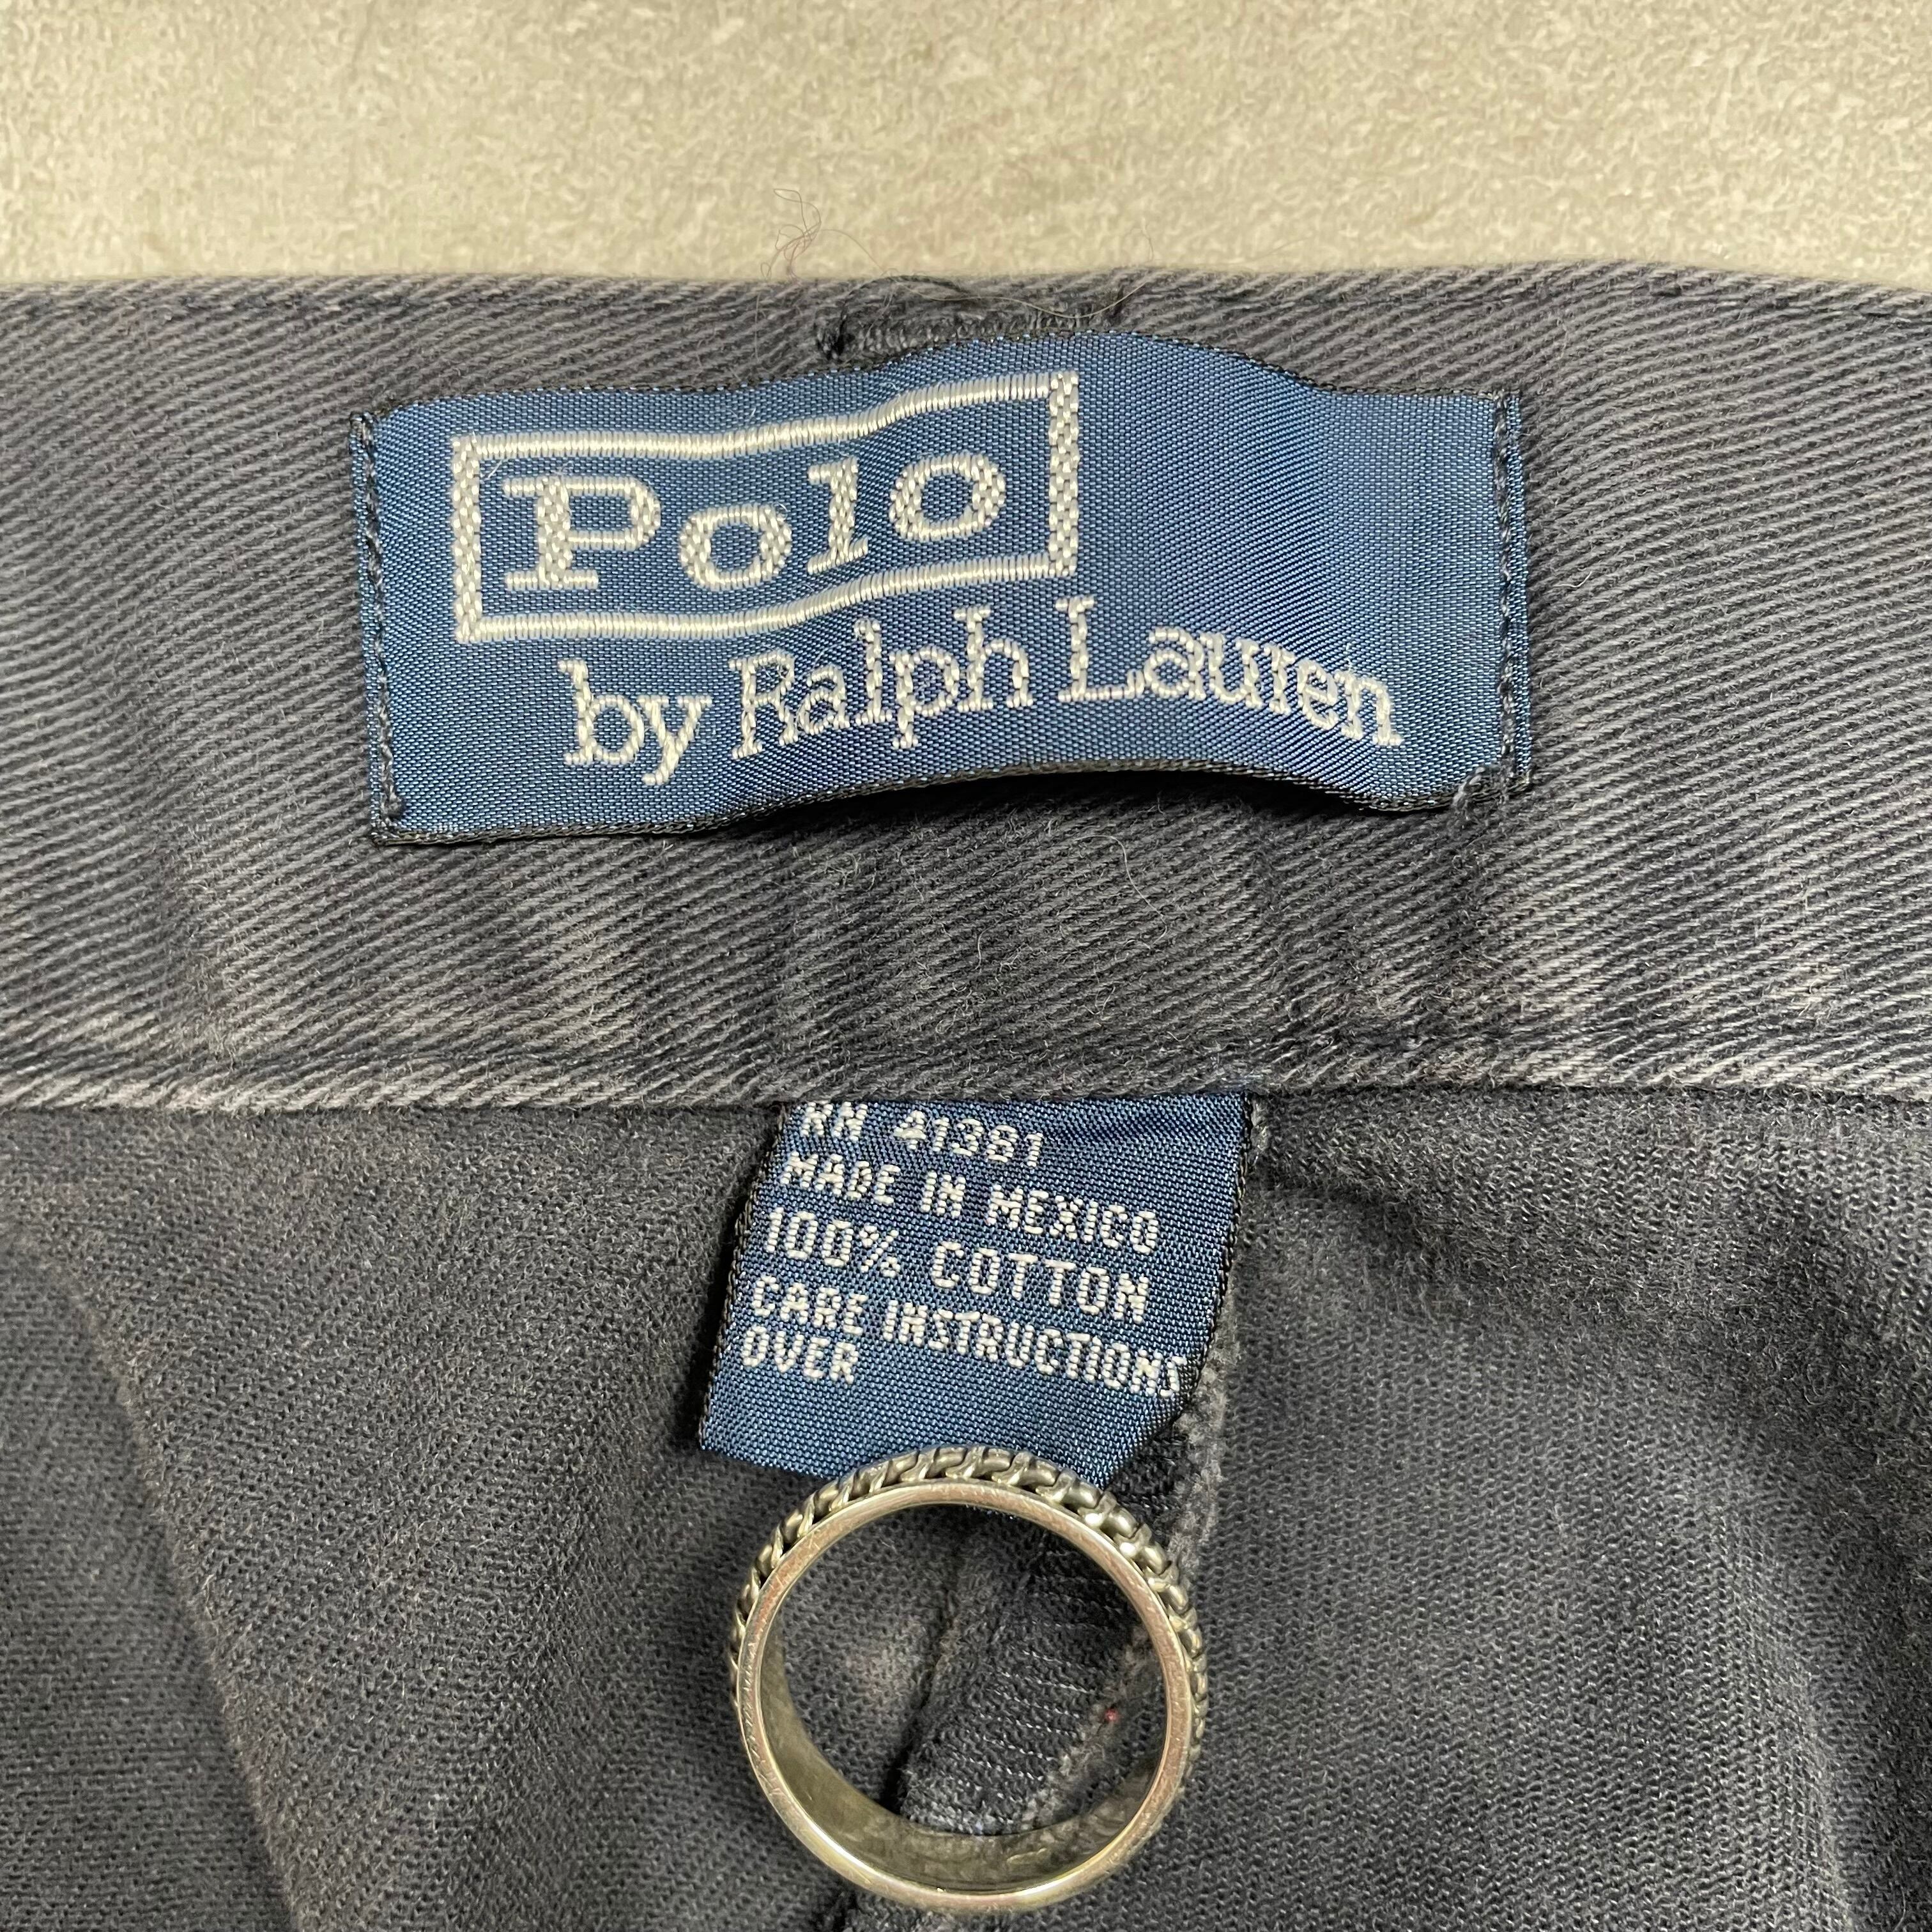 Polo
by Ralph Lauren
RN 41381
MADE IN MEXICO
100% COTTON
CARE INSTRUCTIONS
OVER